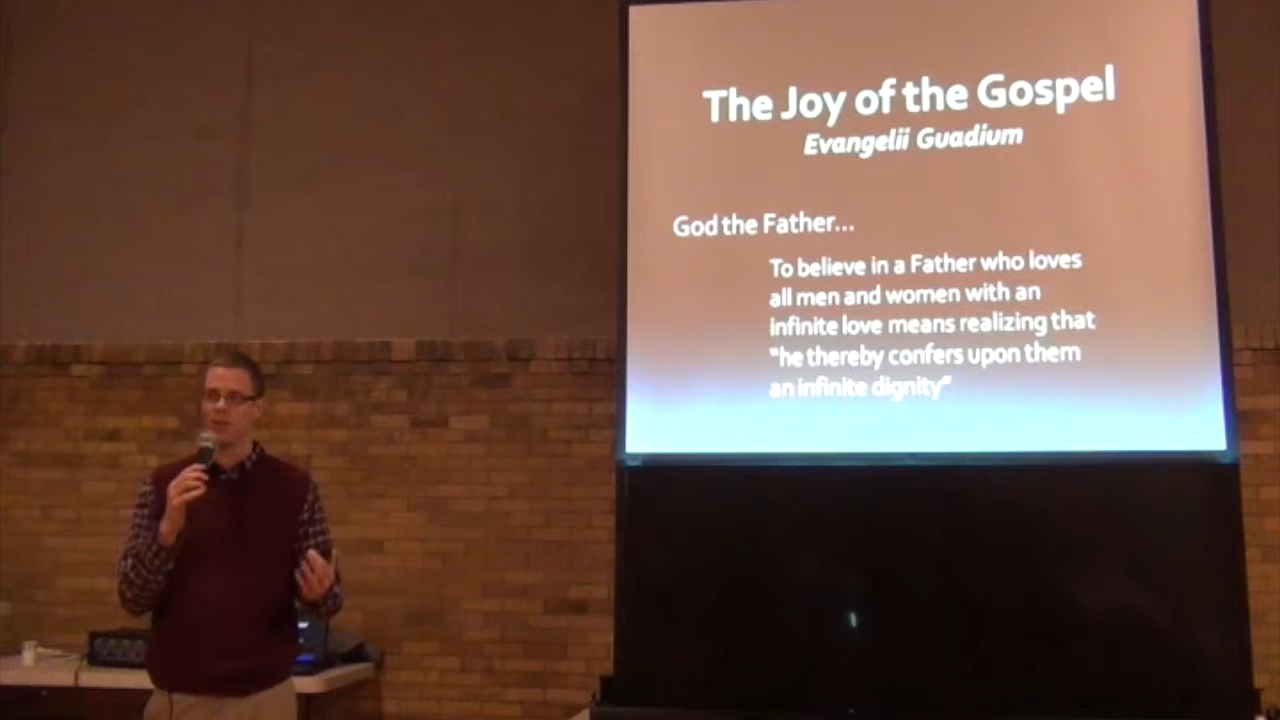 The Joy of the Gospel
Evangelii Guadium
God the Father...
To believe in a Father who loves
all men and women with an
infinite love means realizing that
"he thereby confers upon them
an infinite dignity"